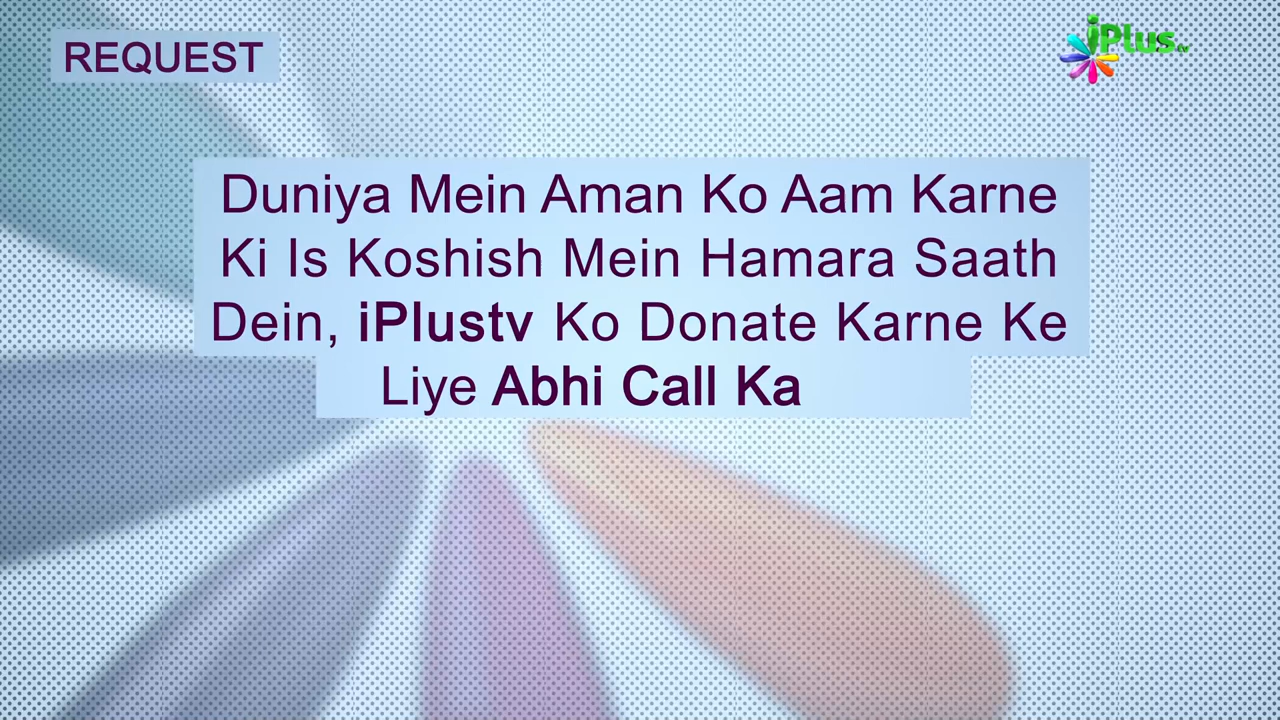 REQUEST
iPlus tv
Duniya Mein Aman Ko Aam Karne
Ki Is Koshish Mein Hamara Saath
Dein, iPlustv Ko Donate Karne Ke
Liye Abhi Call Ka